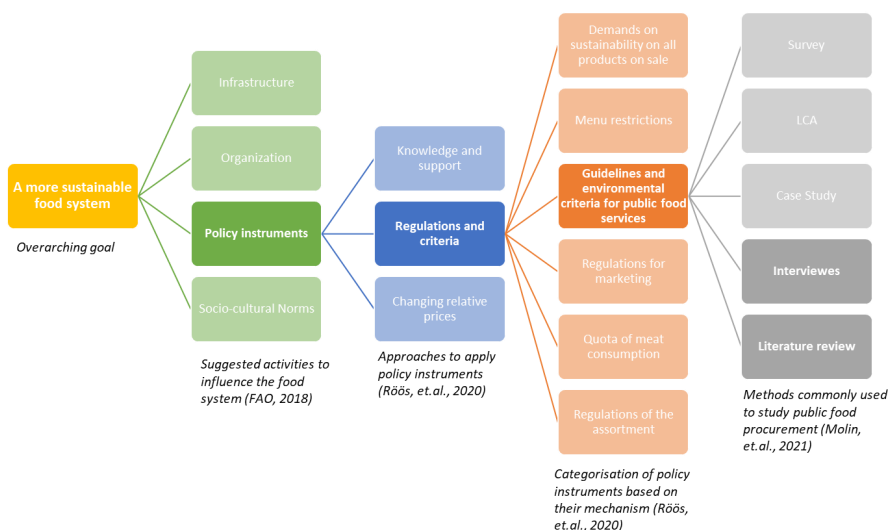 A more sustainable
food system
Overarching goal
Infrastructure
Organization
Policy instruments
Socio-cultural Norms
Suggested activities to
influence the food
system (FAO, 2018)
Knowledge and
support
Regulations and
criteria
Changing relative
prices
Approaches to apply
policy instruments
(Röös, et.al., 2020)
Demands on
sustainability on all
products on sale
Menu restrictions
Guidelines and
environmental
criteria for public food
services
Regulations for
marketing
Quota of meat
consumption
Regulations of the
assortment
Categorisation of policy
instruments based on
their mechanism (Röös,
et.al., 2020)
Survey
LCA
Case Study
Interviewes
Literature review
Methods commonly used
to study public food
procurement (Molin,
et.al., 2021)